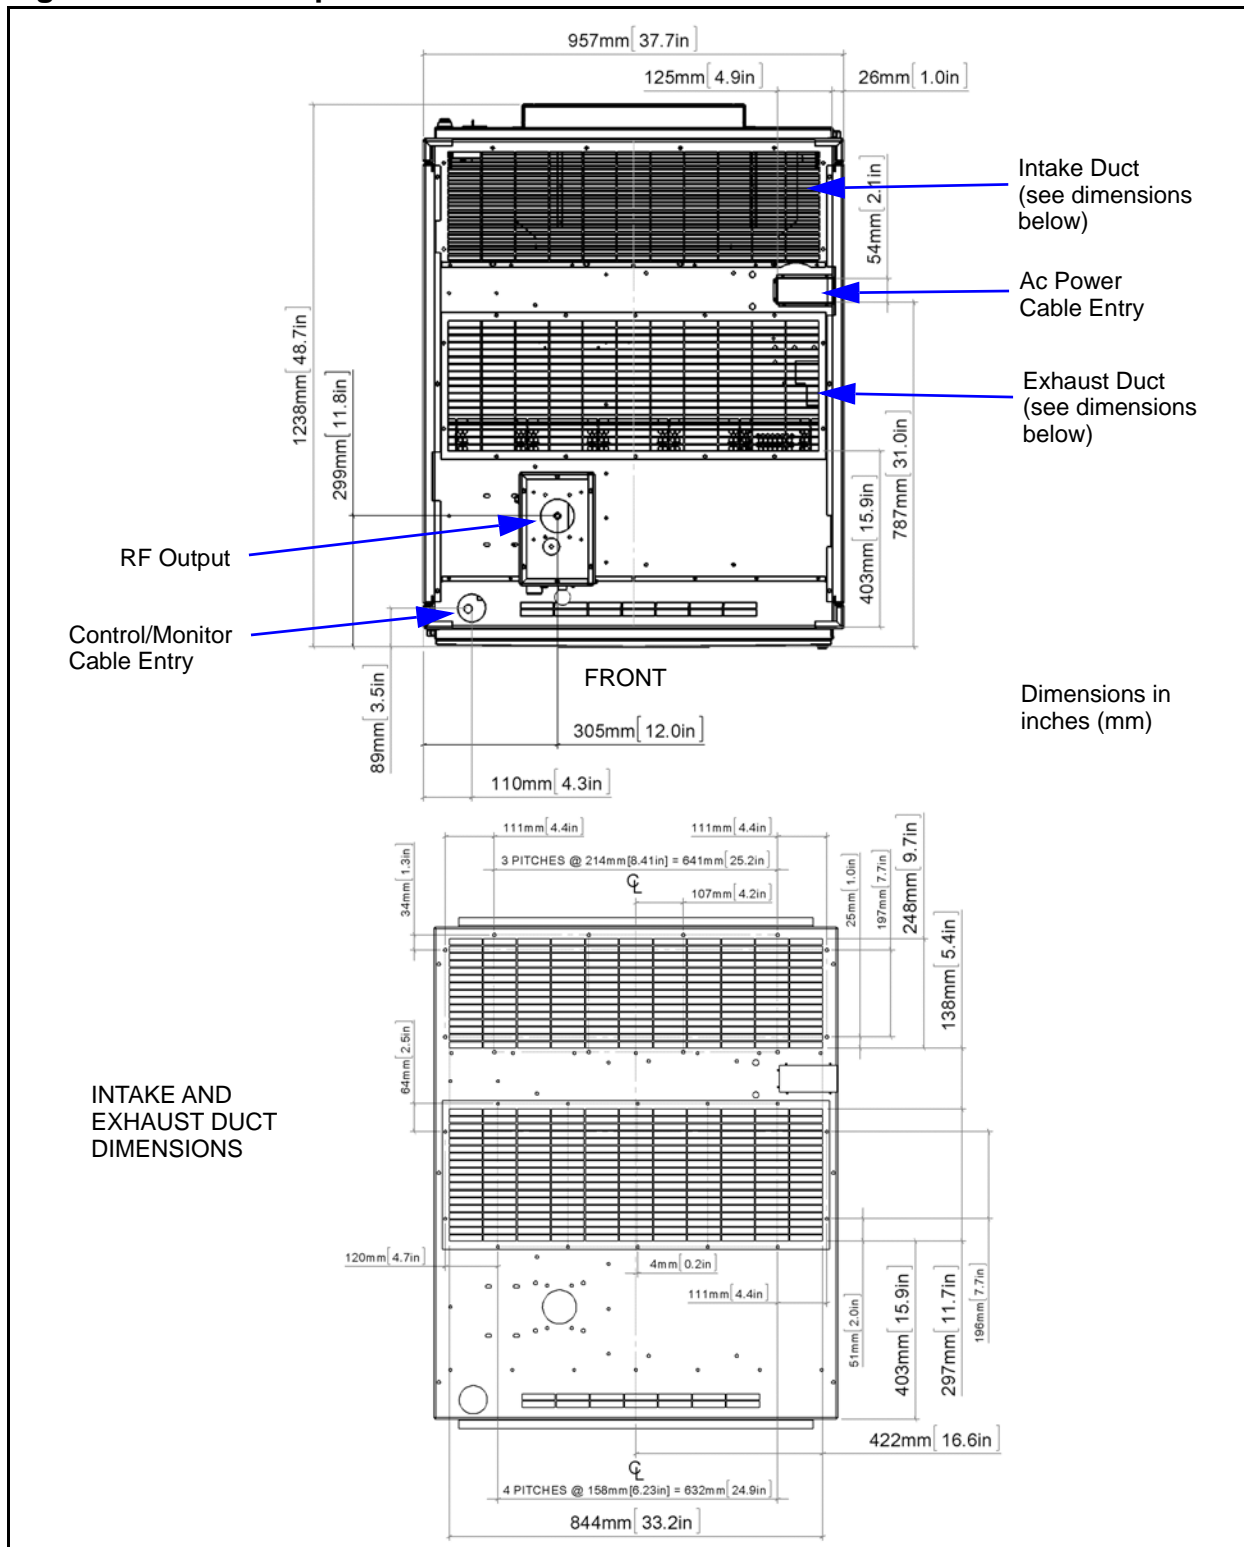 957mm[37.7in]
125mm[4.9in]
26mm[1.0in]
Intake Duct
(see dimensions
below)
54mm[2.1in]
Ac Power
Cable Entry
1238mm[48.7in]
299mm[11.8in]
Exhaust Duct
(see dimensions
below)
787mm[31.0in]
403mm[15.9in]
RF Output
Control/Monitor
Cable Entry
FRONT
89mm[3.5in]
Dimensions in
inches (mm)
305mm[12.0in]
110mm[4.3in]
111mm[4.4in]
111mm[4.4in]
3 PITCHES @ 214mm[8.41in] = 641mm[25.2in]
34mm[1.3in]
CL
107mm[4.2in]
25mm[1.0in]
197mm[7.7in]
248mm[9.7in]
138mm[5.4in]
64mm[2.5in]
INTAKE AND
EXHAUST DUCT
DIMENSIONS
120mm[4.7in]
4mm[0.2in]
111mm[4.4in]
51mm[2.0in]
403mm[15.9in]
297mm[11.7in]
196mm[7.7in]
422mm[16.6in]
CL
4 PITCHES @ 158mm[6.23in] = 632mm[24.9in]
844mm[33.2in]